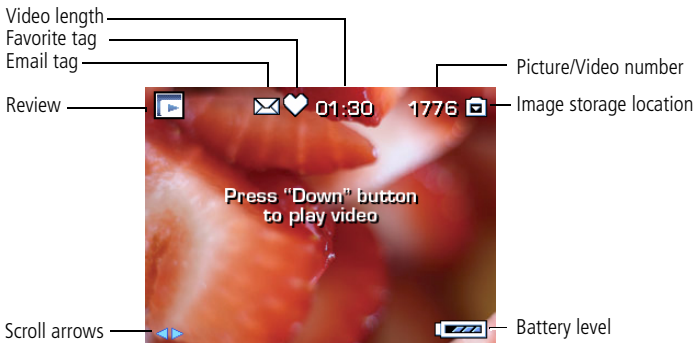 Video length
Favorite tag
Email tag
Picture/Video number
Review
01:30
1776
Image storage location
Press “Down” button
to play video
Scroll arrows
Battery level